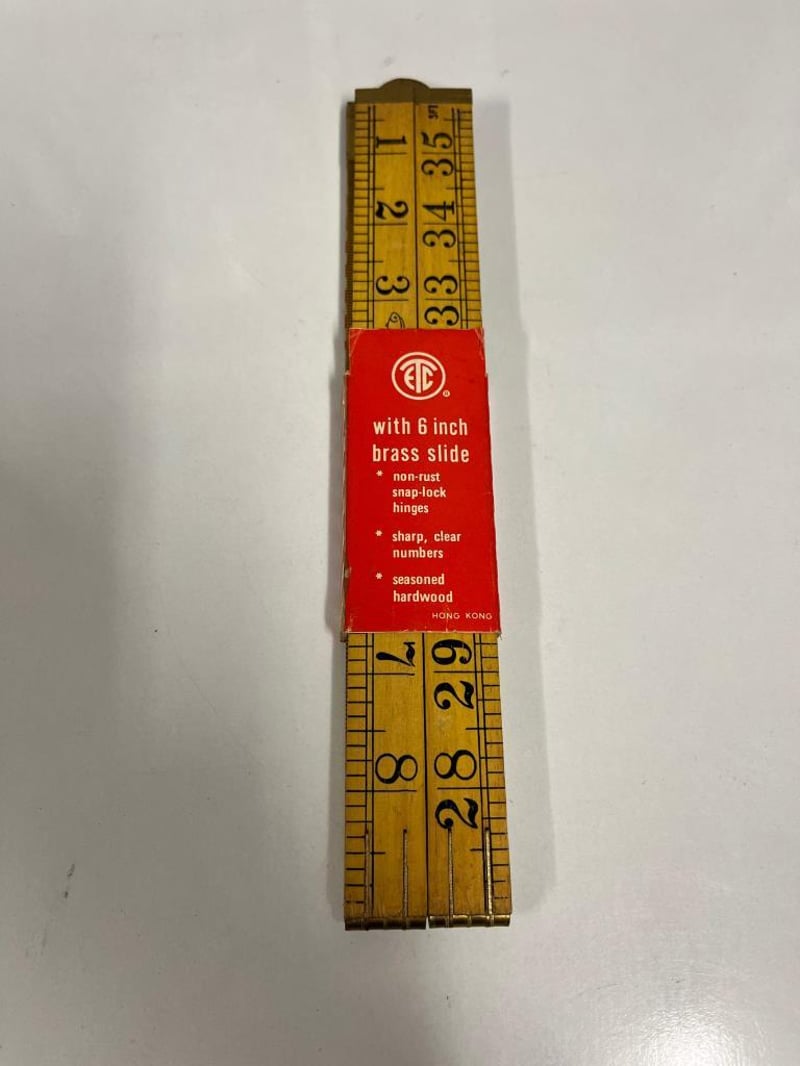 1 35
2 34
3 33
ETC ®
with 6 inch
brass slide
* non-rust
snap-lock
hinges
* sharp, clear
numbers
* seasoned
hardwood
HONG KONG
7 29
8 28